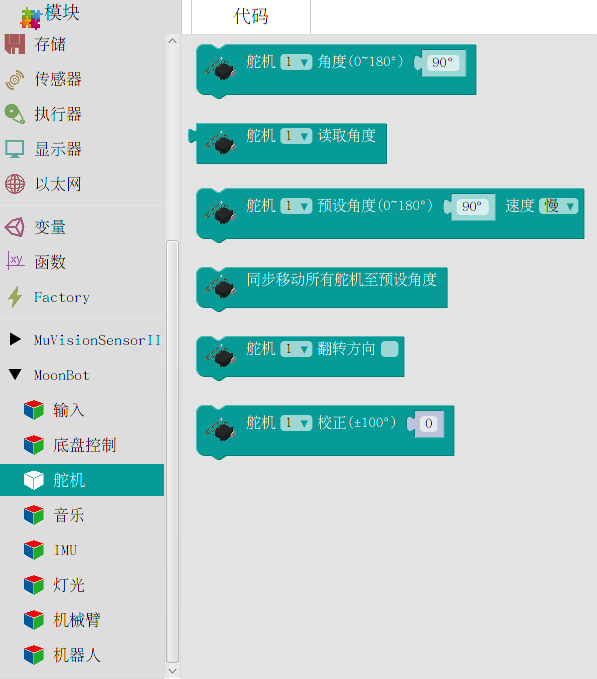 模块
代码
存储
传感器
执行器
显示器
以太网
变量
xy
函数
Factory
MuVisionSensorII
MoonBot
输入
底盘控制
舵机
音乐
IMU
灯光
机械臂
机器人
舵机 1 角度(0~180°) 90°
舵机 1 读取角度
舵机 1 预设角度(0~180°) 90° 速度 慢
同步移动所有舵机至预设角度
舵机 1 翻转方向
舵机 1 校正(±100°) 0